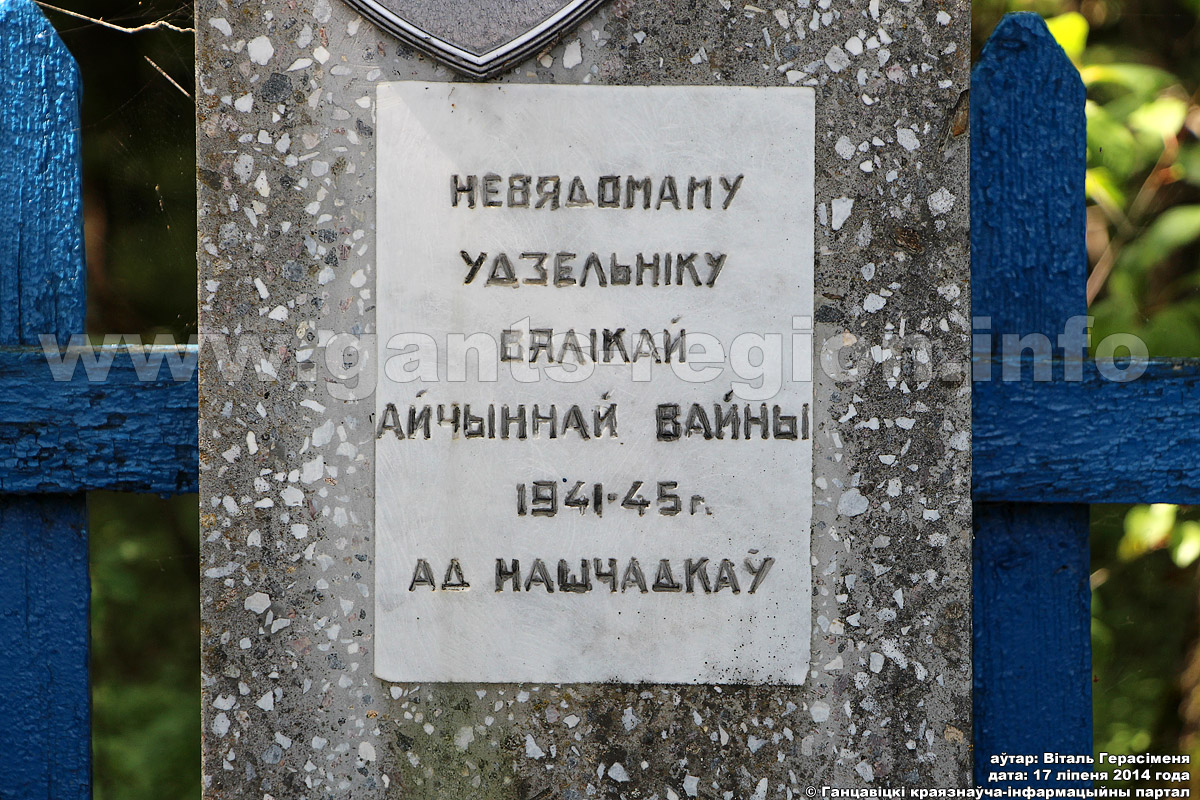 НЕВЯДОМАМУ
УДЗЕЛЬНІКУ
ВЯЛІКАЙ
АЙЧЫННАЙ ВАЙНЫ
1941-45 г.
АД НАШЧАДКАЎ
www.gants-region.info
аўтар: Віталь Герасіменя
дата: 17 ліпеня 2014 года
© Ганцавіцкі краязнаўча-інфармацыйны партал